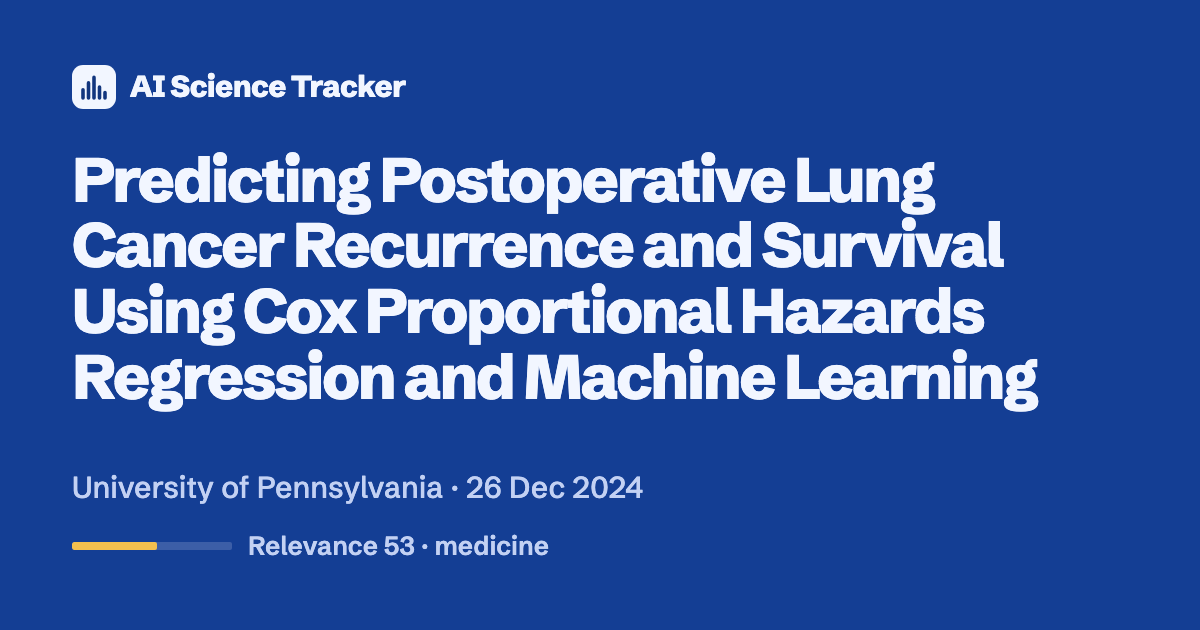 AI Science Tracker
Predicting Postoperative Lung
Cancer Recurrence and Survival
Using Cox Proportional Hazards
Regression and Machine Learning
University of Pennsylvania · 26 Dec 2024
Relevance 53 · medicine